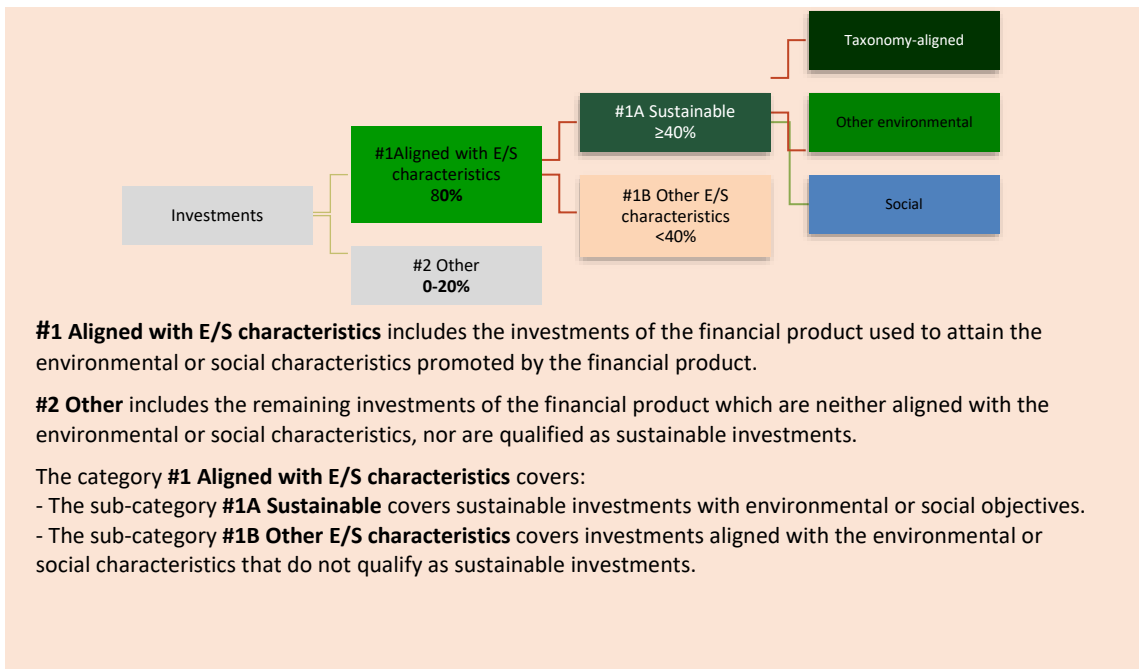 Taxonomy-aligned
#1A Sustainable
≥40%
Other environmental
#1Aligned with E/S
characteristics
80%
#1B Other E/S
characteristics
<40%
Social
Investments
#2 Other
0-20%
#1 Aligned with E/S characteristics includes the investments of the financial product used to attain the
environmental or social characteristics promoted by the financial product.
#2 Other includes the remaining investments of the financial product which are neither aligned with the
environmental or social characteristics, nor are qualified as sustainable investments.
The category #1 Aligned with E/S characteristics covers:
- The sub-category #1A Sustainable covers sustainable investments with environmental or social objectives.
- The sub-category #1B Other E/S characteristics covers investments aligned with the environmental or
social characteristics that do not qualify as sustainable investments.